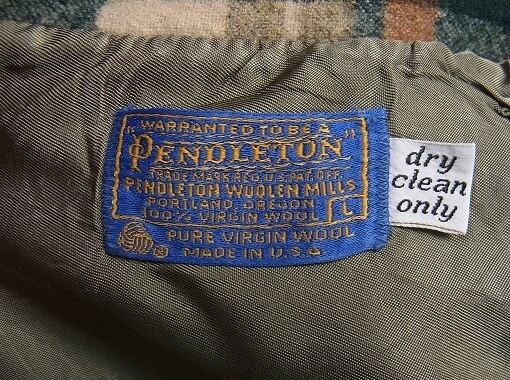 "WARRANTED TO BE A"
PENDLETON
TRADE MARK REG. U.S. PAT. OFF.
PENDLETON WOOLEN MILLS
PORTLAND, OREGON
100% VIRGIN WOOL L
PURE VIRGIN WOOL
® MADE IN U.S.A.
dry
clean
only